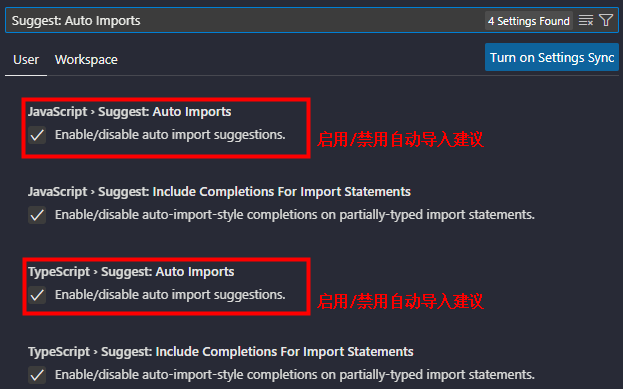 Suggest: Auto Imports
4 Settings Found
User
Workspace
Turn on Settings Sync
JavaScript › Suggest: Auto Imports
Enable/disable auto import suggestions.
启用/禁用自动导入建议
JavaScript › Suggest: Include Completions For Import Statements
Enable/disable auto-import-style completions on partially-typed import statements.
TypeScript › Suggest: Auto Imports
Enable/disable auto import suggestions.
启用/禁用自动导入建议
TypeScript › Suggest: Include Completions For Import Statements
Enable/disable auto-import-style completions on partially-typed import statements.